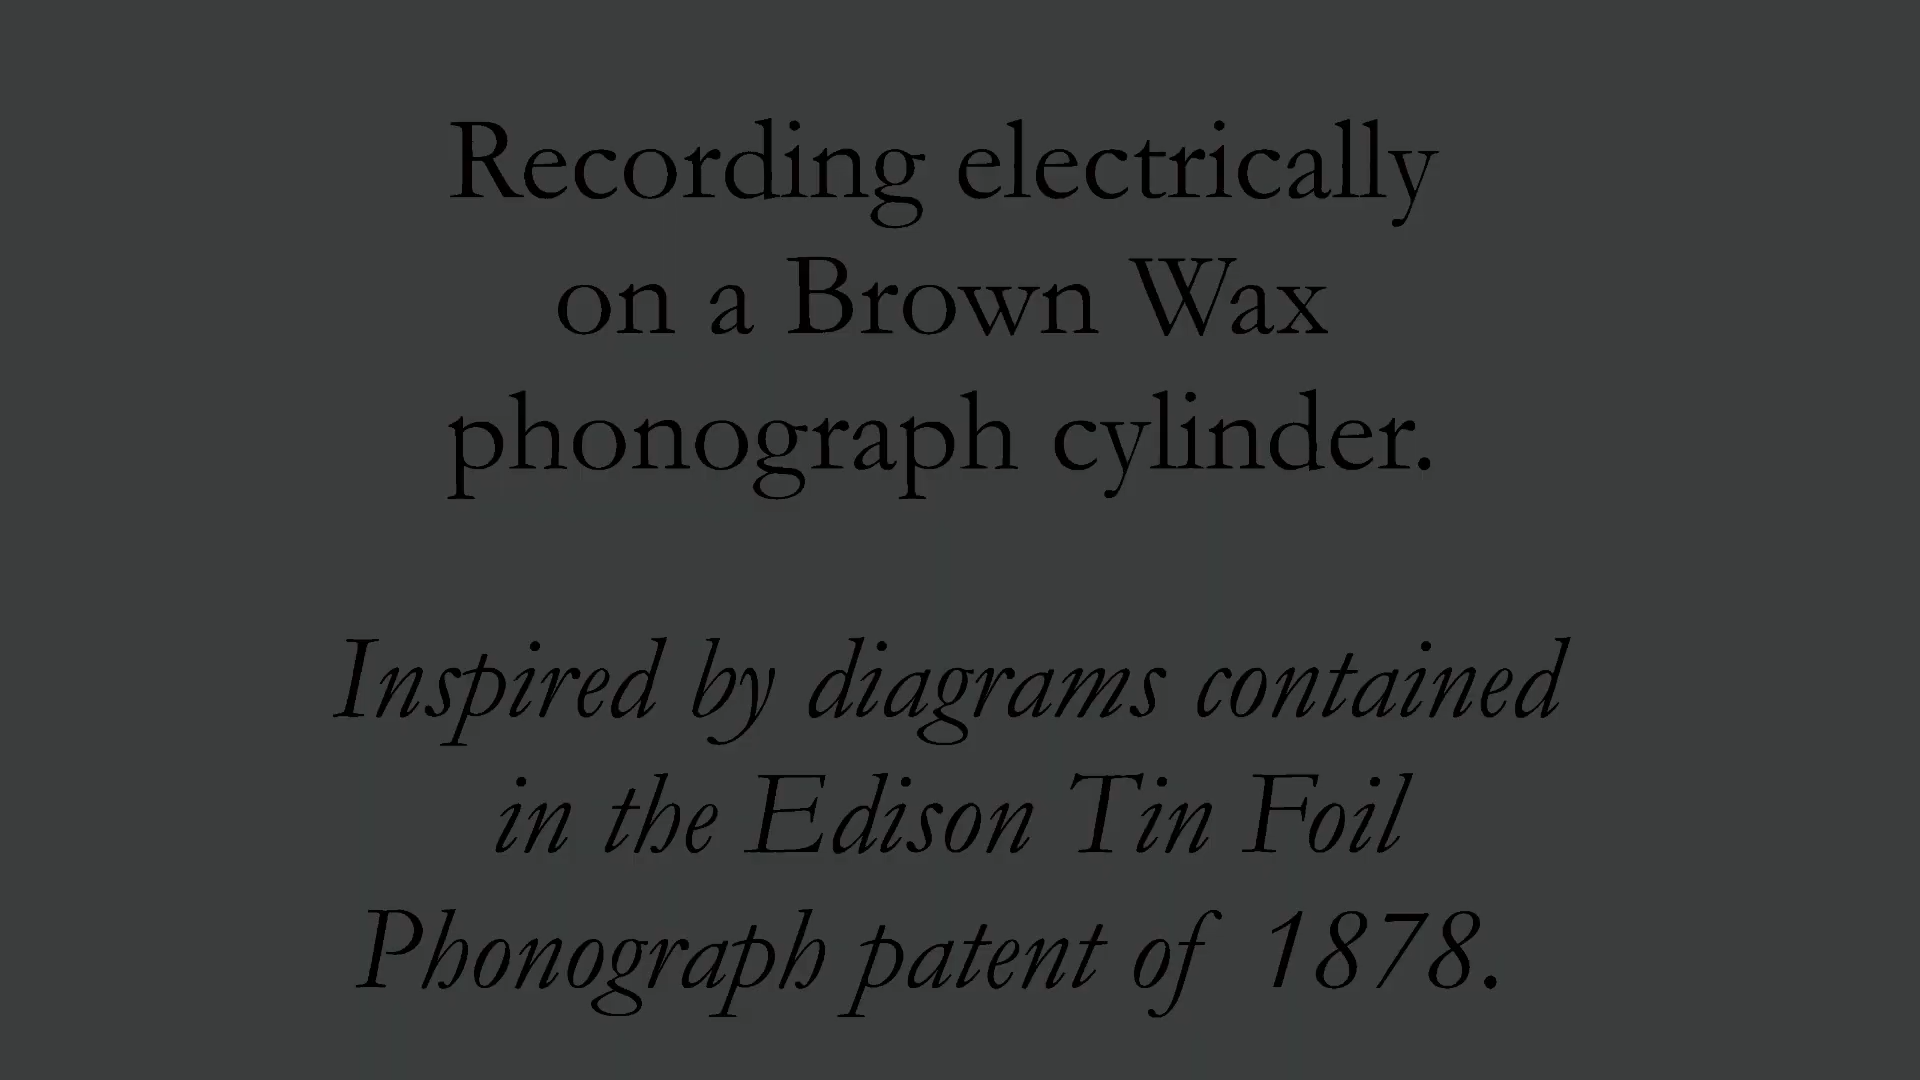 Recording electrically
on a Brown Wax
phonograph cylinder.
Inspired by diagrams contained
in the Edison Tin Foil
Phonograph patent of 1878.